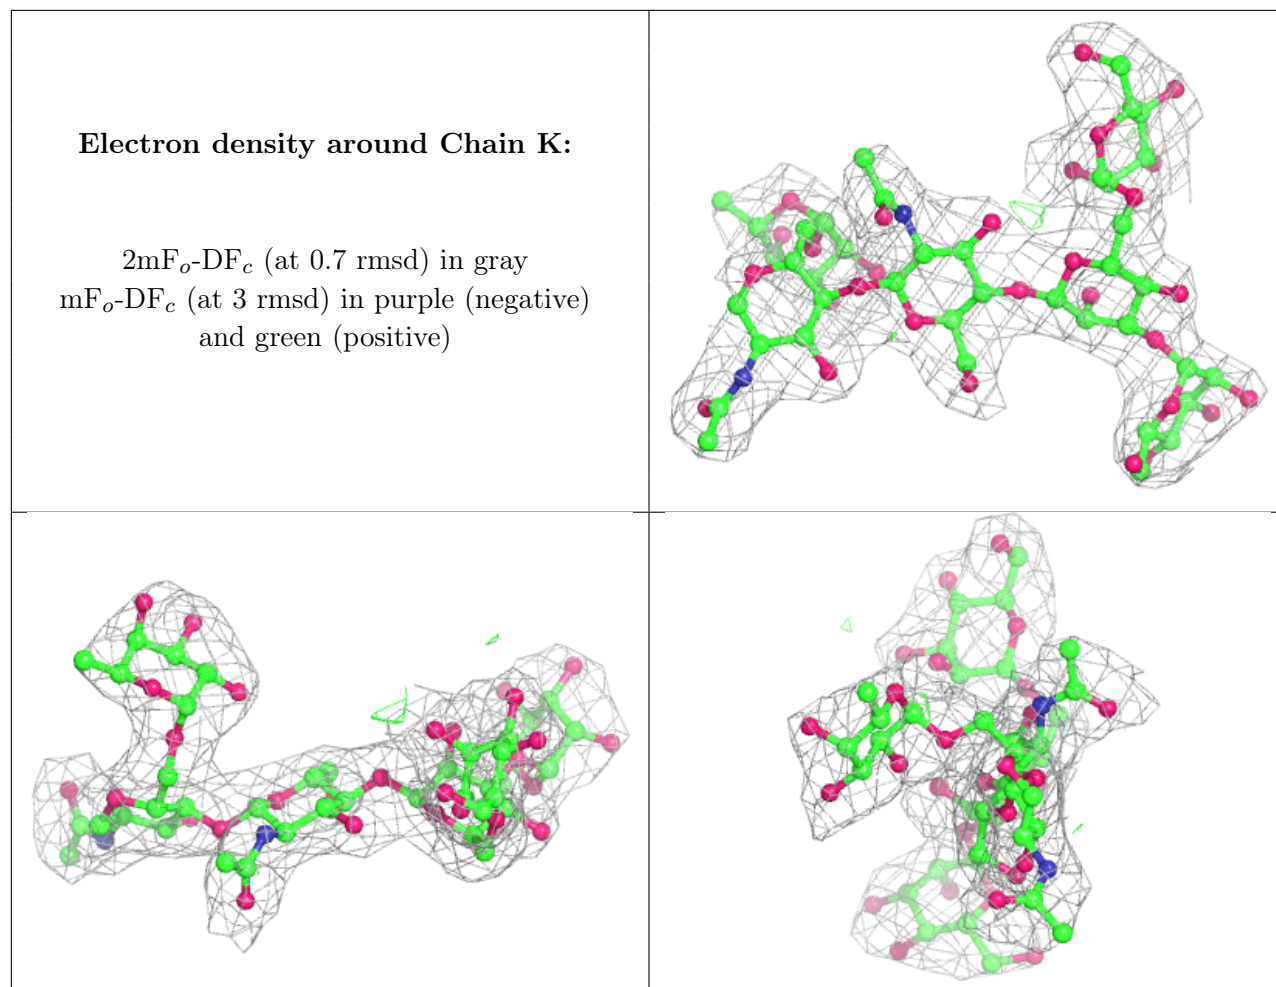 Electron density around Chain K:
2mFₒ-DF𝒸 (at 0.7 rmsd) in gray
mFₒ-DF𝒸 (at 3 rmsd) in purple (negative)
and green (positive)